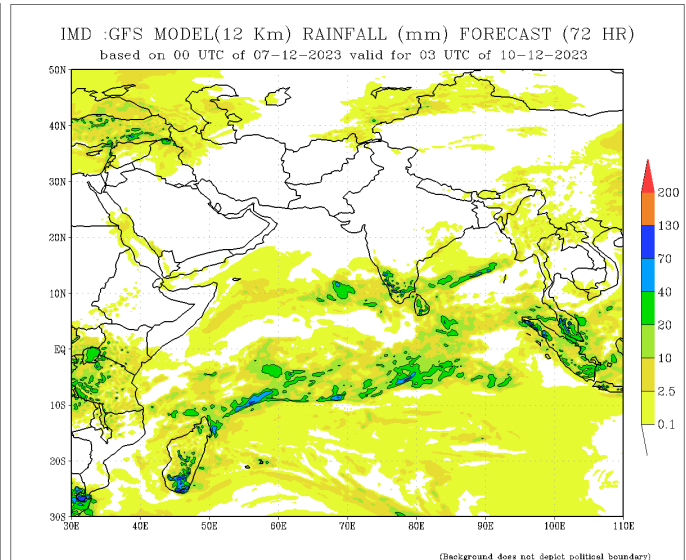 IMD :GFS MODEL(12 Km) RAINFALL (mm) FORECAST (72 HR)
based on 00 UTC of 07-12-2023 valid for 03 UTC of 10-12-2023
50N
40N
30N
20N
10N
EQ
10S
20S
30S
30E 40E 50E 60E 70E 80E 90E 100E 110E
200
130
70
40
20
10
2.5
0.1
(Background does not depict political boundary)